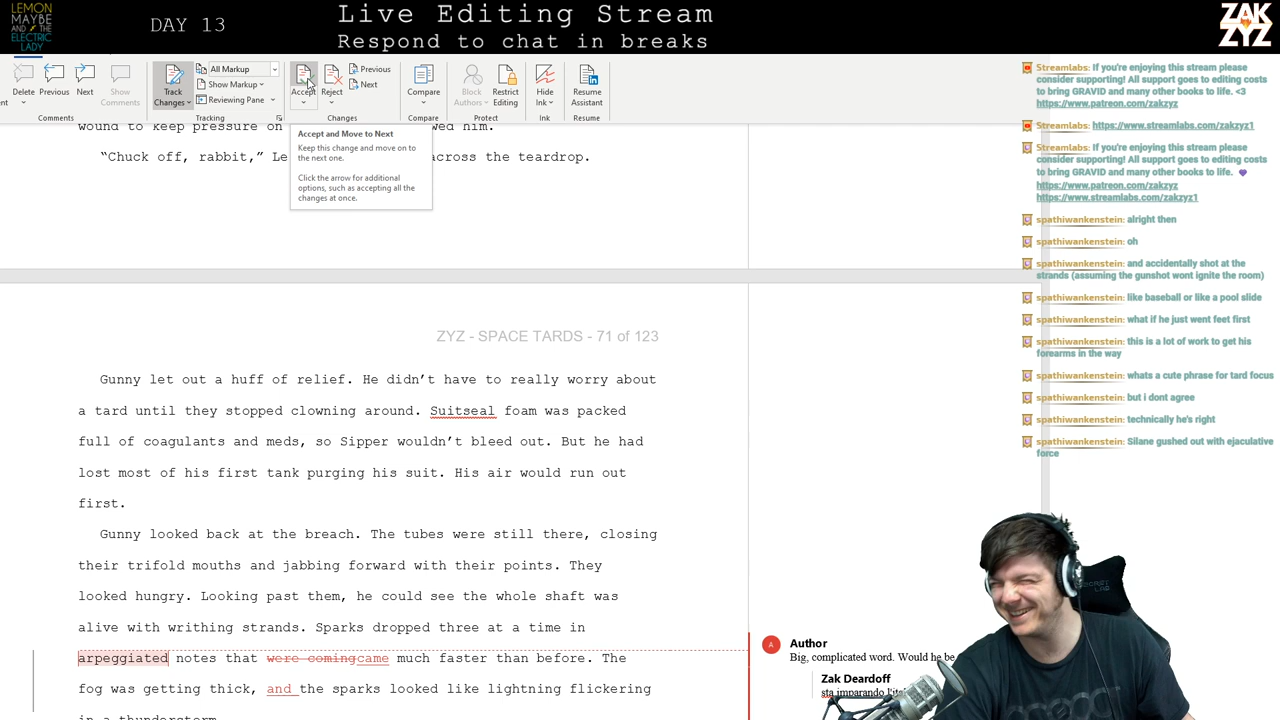 LEMON
MAYBE
AND THE
ELECTRIC
LADY
DAY 13
Live Editing Stream
Respond to chat in breaks
ZAK
ZYZ
Delete
Previous
Next
Show
Comments
Comments
Track
Changes
All Markup
Show Markup
Reviewing Pane
Tracking
Accept
Reject
Previous
Next
Changes
Compare
Compare
Block
Authors
Restrict
Editing
Protect
Hide
Ink
Ink
Resume
Assistant
Resume
Accept and Move to Next
Keep this change and move on to
the next one.
Click the arrow for additional
options, such as accepting all the
changes at once.
wound to keep pressure on
wed him.
“Chuck off, rabbit,” Le
across the teardrop.
ZYZ - SPACE TARDS - 71 of 123
Gunny let out a huff of relief. He didn’t have to really worry about
a tard until they stopped clowning around. Suitseal foam was packed
full of coagulants and meds, so Sipper wouldn’t bleed out. But he had
lost most of his first tank purging his suit. His air would run out
first.
Gunny looked back at the breach. The tubes were still there, closing
their trifold mouths and jabbing forward with their points. They
looked hungry. Looking past them, he could see the whole shaft was
alive with writhing strands. Sparks dropped three at a time in
arpeggiated notes that were comingcame much faster than before. The
fog was getting thick, and the sparks looked like lightning flickering
in a thunderstorm.
A
Author
Big, complicated word. Would he be
Zak Deardoff
sta imparando
Streamlabs: If you're enjoying this stream please
consider supporting! All support goes to editing costs
to bring GRAVID and many other books to life. <3
https://www.patreon.com/zakzyz
Streamlabs: https://www.streamlabs.com/zakzyz1
Streamlabs: If you're enjoying this stream please
consider supporting! All support goes to editing costs
to bring GRAVID and many other books to life. 💜
https://www.patreon.com/zakzyz
https://www.streamlabs.com/zakzyz1
spathiwankenstein: alright then
spathiwankenstein: oh
spathiwankenstein: and accidentally shot at the
strands (assuming the gunshot wont ignite the room)
spathiwankenstein: like baseball or like a pool slide
spathiwankenstein: what if he just went feet first
spathiwankenstein: this is a lot of work to get his
forearms in the way
spathiwankenstein: whats a cute phrase for tard focus
spathiwankenstein: but i dont agree
spathiwankenstein: technically he's right
spathiwankenstein: Silane gushed out with ejaculative
force